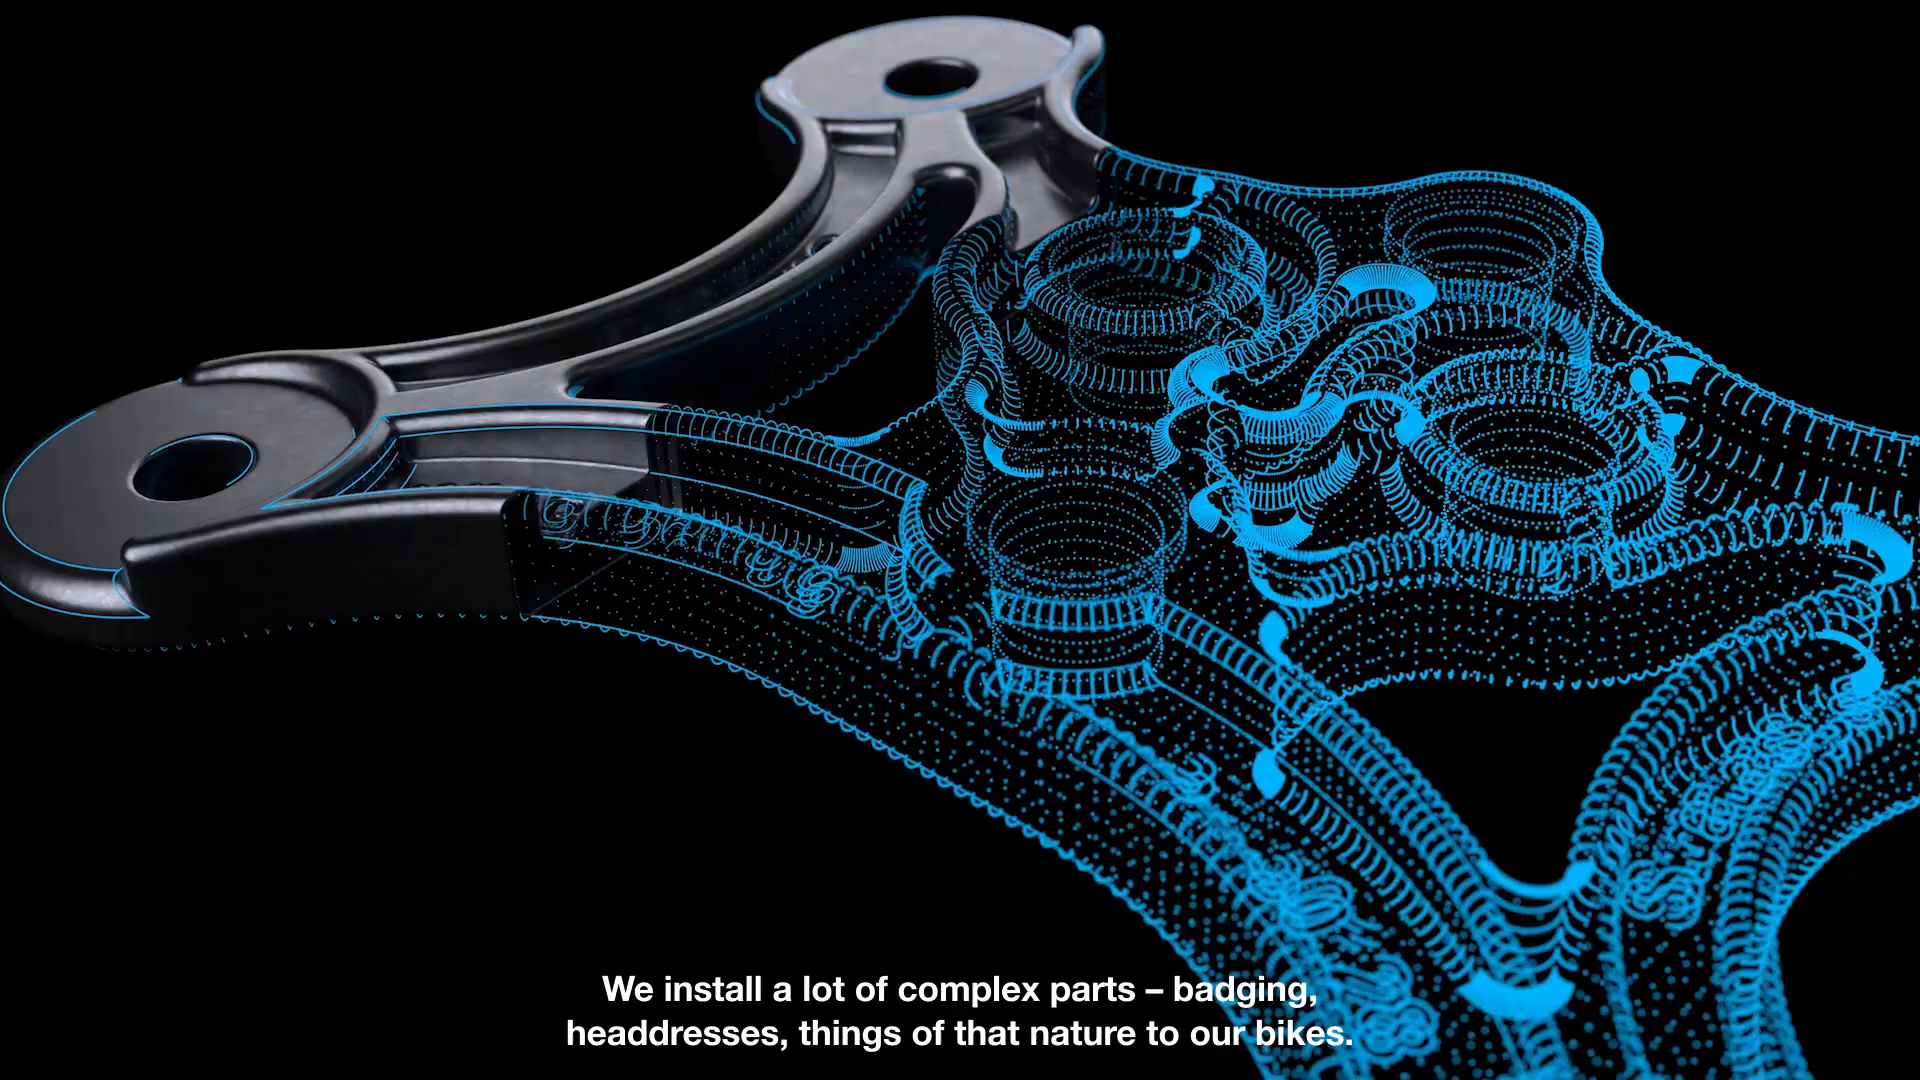 We install a lot of complex parts – badging,
headdresses, things of that nature to our bikes.